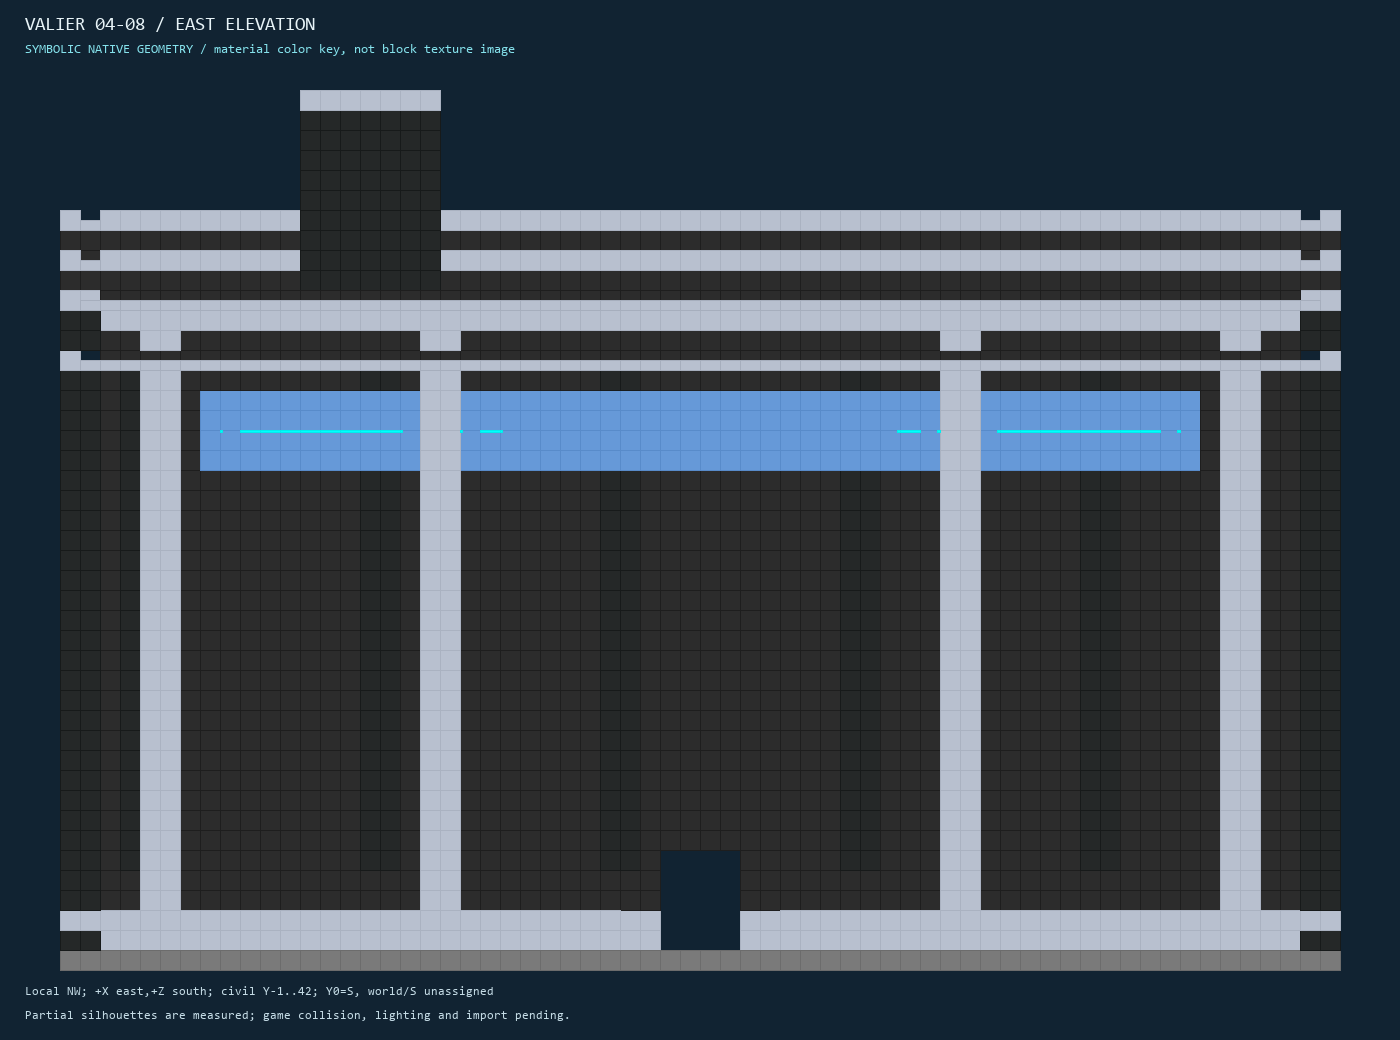 VALIER 04-08 / EAST ELEVATION
SYMBOLIC NATIVE GEOMETRY / material color key, not block texture image
Local NW; +X east,+Z south; civil Y-1..42; Y0=S, world/S unassigned
Partial silhouettes are measured; game collision, lighting and import pending.